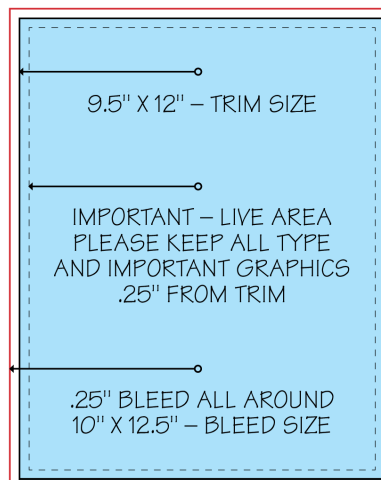 9.5" X 12" – TRIM SIZE
IMPORTANT – LIVE AREA
PLEASE KEEP ALL TYPE
AND IMPORTANT GRAPHICS
.25" FROM TRIM
.25" BLEED ALL AROUND
10" X 12.5" – BLEED SIZE